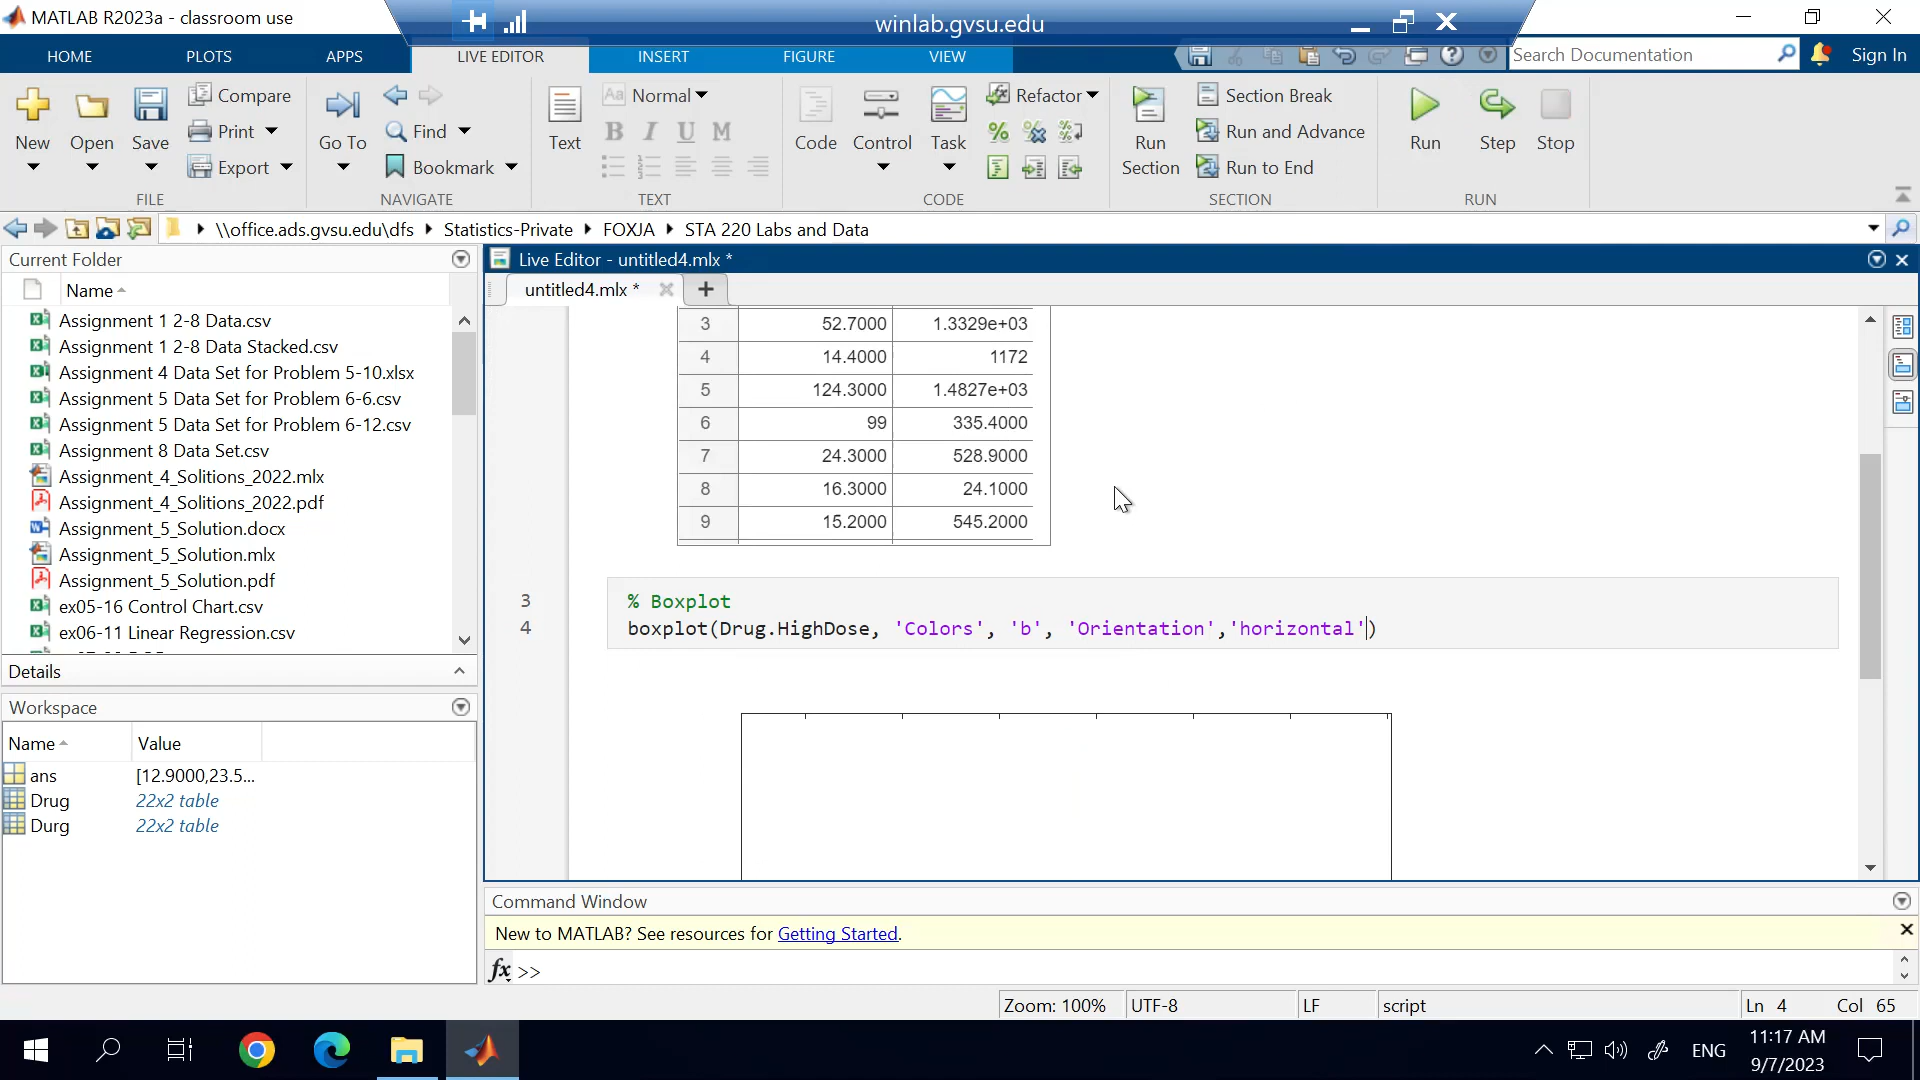 MATLAB R2023a - classroom use
winlab.gvsu.edu
HOME PLOTS APPS LIVE EDITOR INSERT FIGURE VIEW
Search Documentation
Sign In
New
Open
Save
Compare
Print
Export
FILE
Go To
Find
Bookmark
NAVIGATE
Text
Aa Normal
B I U M
TEXT
Code
Control
Task
Refactor
CODE
Run
Section
Section Break
Run and Advance
Run to End
SECTION
Run
Step
Stop
RUN
\\office.ads.gvsu.edu\dfs Statistics-Private FOXJA STA 220 Labs and Data
Current Folder
Name
Assignment 1 2-8 Data.csv
Assignment 1 2-8 Data Stacked.csv
Assignment 4 Data Set for Problem 5-10.xlsx
Assignment 5 Data Set for Problem 6-6.csv
Assignment 5 Data Set for Problem 6-12.csv
Assignment 8 Data Set.csv
Assignment_4_Solitions_2022.mlx
Assignment_4_Solitions_2022.pdf
Assignment_5_Solution.docx
Assignment_5_Solution.mlx
Assignment_5_Solution.pdf
ex05-16 Control Chart.csv
ex06-11 Linear Regression.csv
Details
Workspace
Name Value
ans [12.9000,23.5...
Drug 22x2 table
Durg 22x2 table
Live Editor - untitled4.mlx *
untitled4.mlx *
3 52.7000 1.3329e+03
4 14.4000 1172
5 124.3000 1.4827e+03
6 99 335.4000
7 24.3000 528.9000
8 16.3000 24.1000
9 15.2000 545.2000
3 % Boxplot
4 boxplot(Drug.HighDose, 'Colors', 'b', 'Orientation','horizontal')
Command Window
New to MATLAB? See resources for Getting Started.
fx >>
Zoom: 100% UTF-8 LF script Ln 4 Col 65
ENG
11:17 AM
9/7/2023